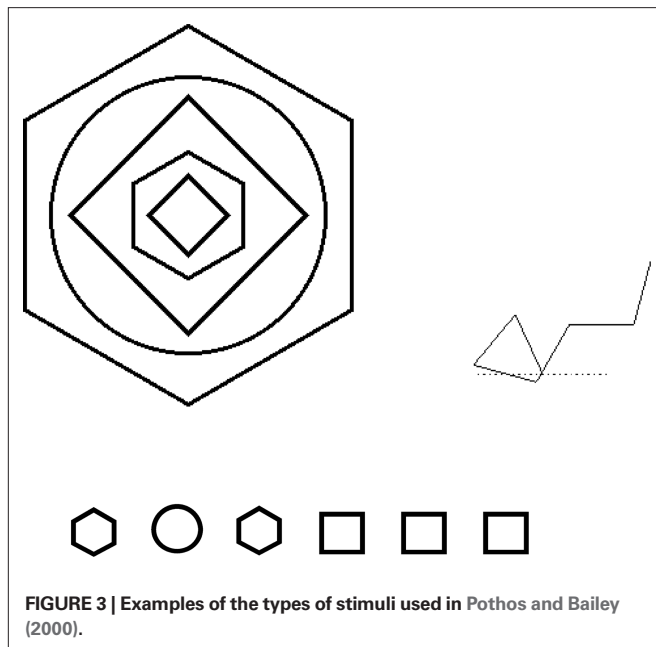 FIGURE 3 | Examples of the types of stimuli used in Pothos and Bailey
(2000).